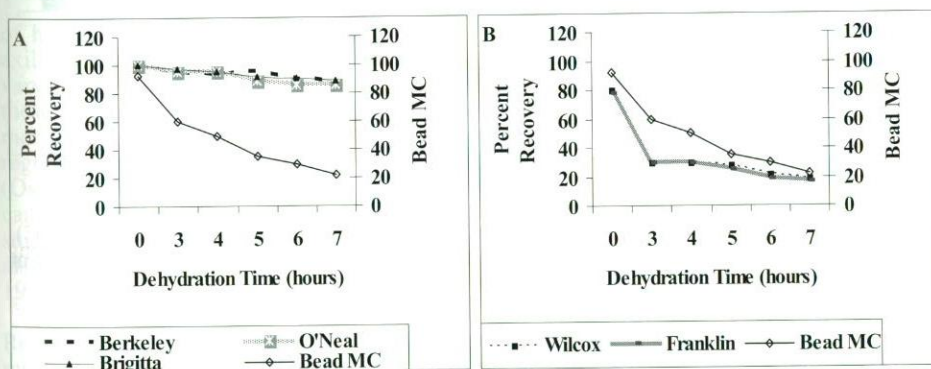 A
120
100
80
60
40
20
0
Percent
Recovery
120
100
80
60
40
20
0
Bead MC
0 3 4 5 6 7
Dehydration Time (hours)
Berkeley
O'Neal
Brigitta
Bead MC
B
120
100
80
60
40
20
0
Percent
Recovery
120
100
80
60
40
20
0
Bead MC
0 3 4 5 6 7
Dehydration Time (hours)
Wilcox
Franklin
Bead MC